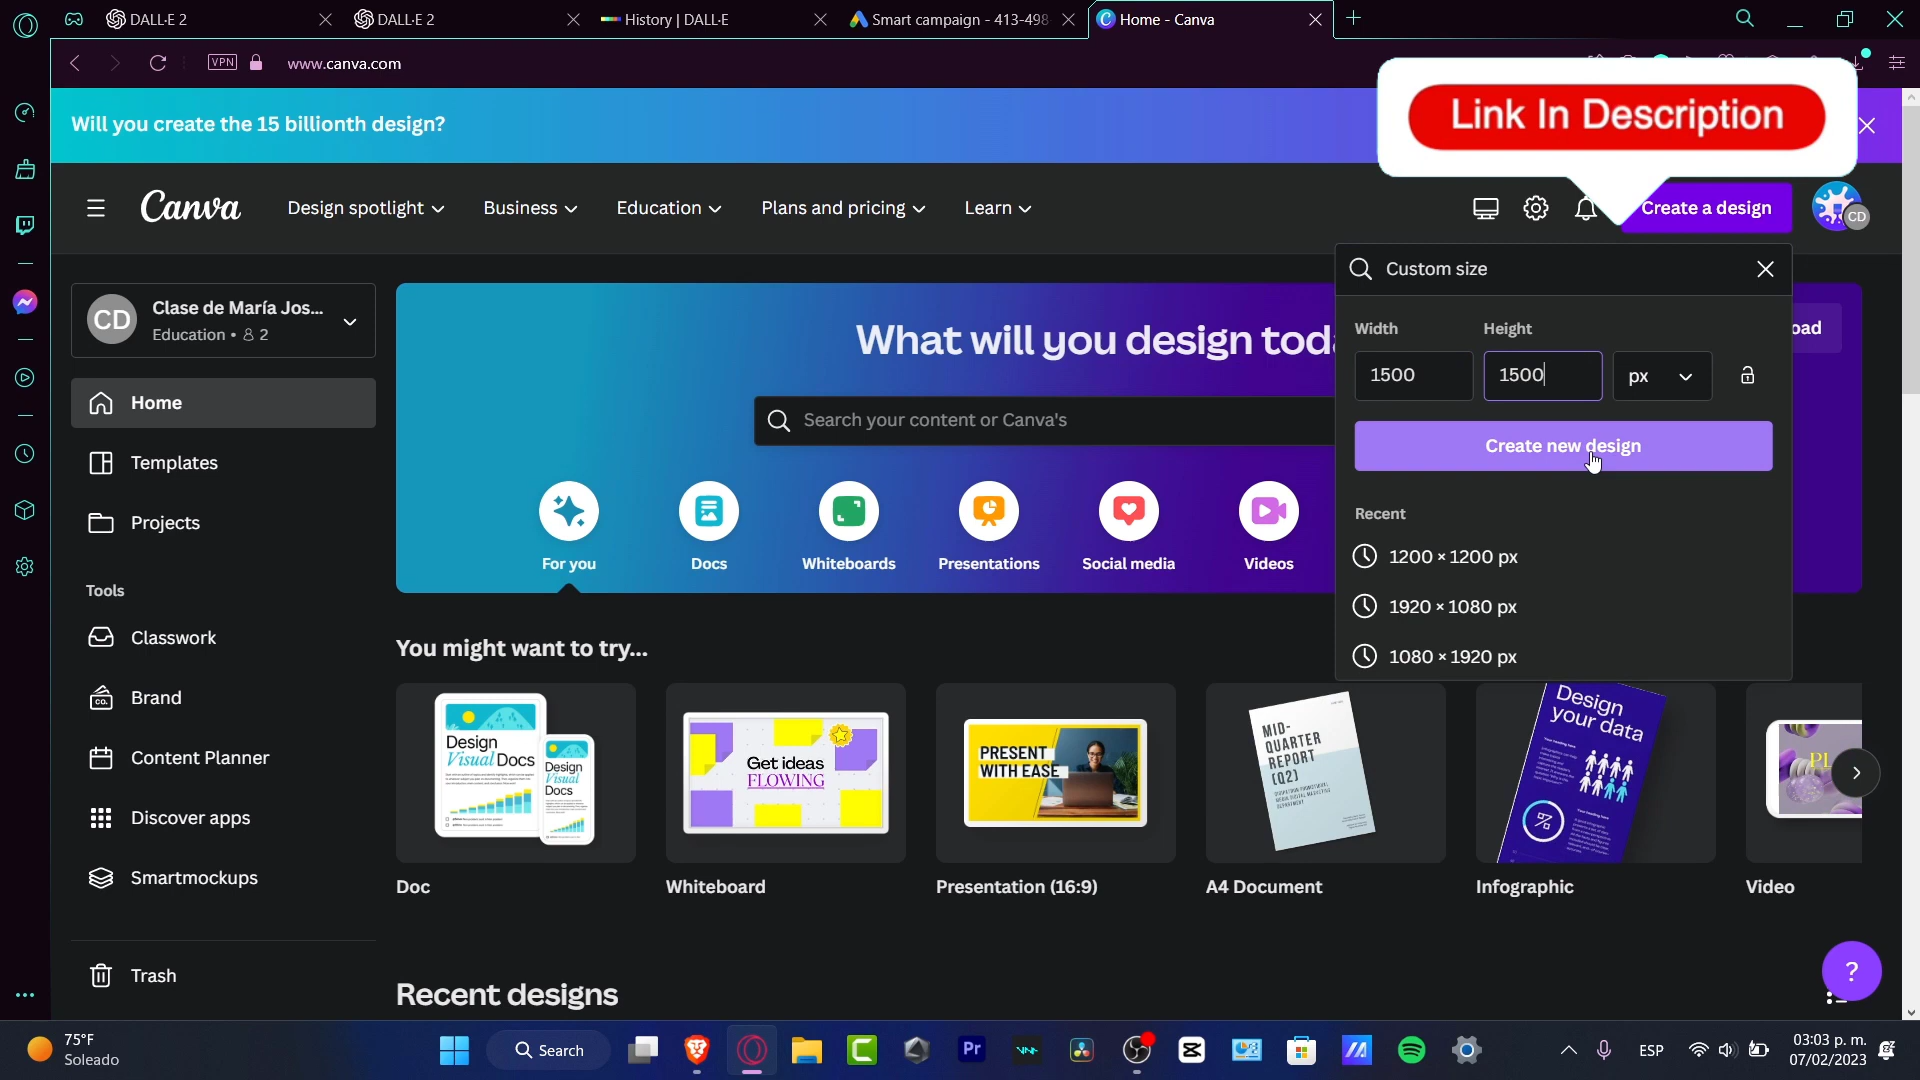 DALL·E 2
DALL·E 2
History | DALL·E
Smart campaign - 413-498
Home - Canva
VPN
www.canva.com
Will you create the 15 billionth design?
Link In Description
Canva
Design spotlight
Business
Education
Plans and pricing
Learn
Create a design
CD
CD
Clase de María Jos...
Education • 2
Home
Templates
Projects
Tools
Classwork
CO.
Brand
Content Planner
Discover apps
Smartmockups
Trash
What will you design toda
Search your content or Canva's
For you
Docs
Whiteboards
Presentations
Social media
Videos
oad
Custom size
Width
Height
1500
1500
px
Create new design
Recent
1200 × 1200 px
1920 × 1080 px
1080 × 1920 px
You might want to try...
Design
Visual Docs
Design
Visual
Docs
Get ideas
FLOWING
PRESENT
WITH EASE
MID-
QUARTER
REPORT
(Q2)
Design
your data
%
PL
Doc
Whiteboard
Presentation (16:9)
A4 Document
Infographic
Video
Recent designs
?
75°F
Soleado
Search
Pr
ESP
03:03 p. m.
07/02/2023